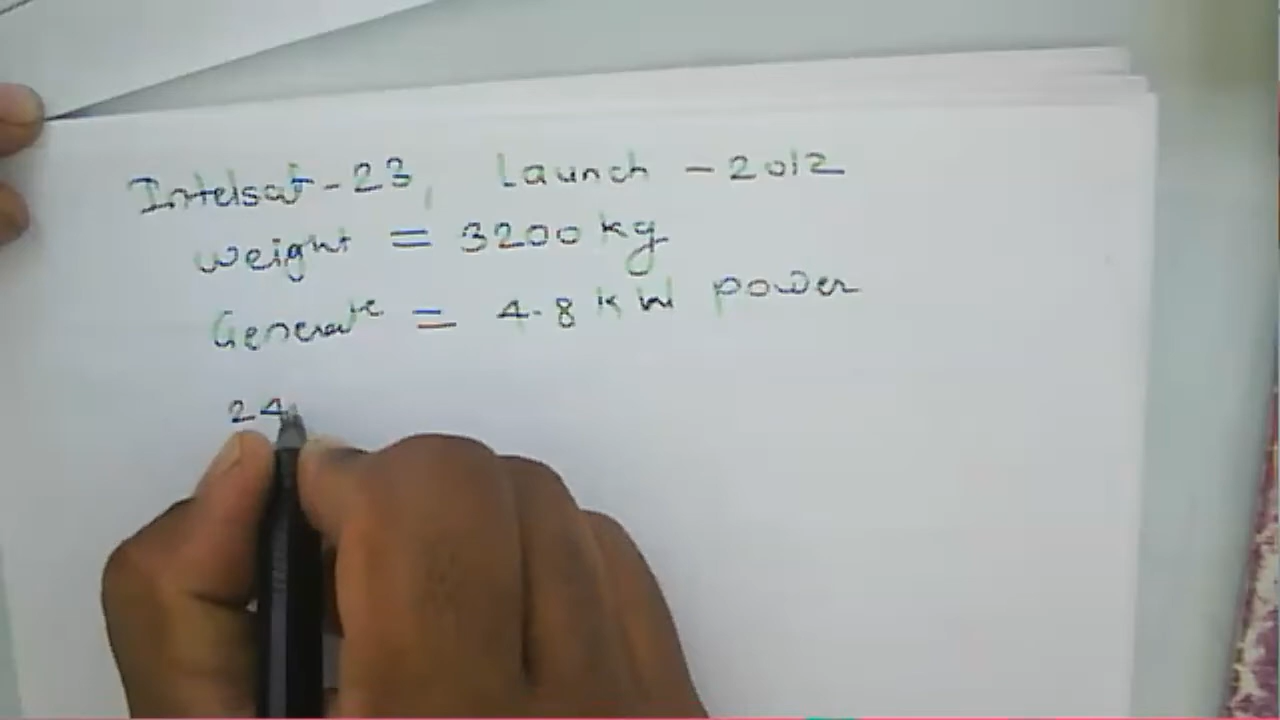 Intelsat-23, Launch - 2012
weight = 3200 kg
Generate = 4.8 kW power
24